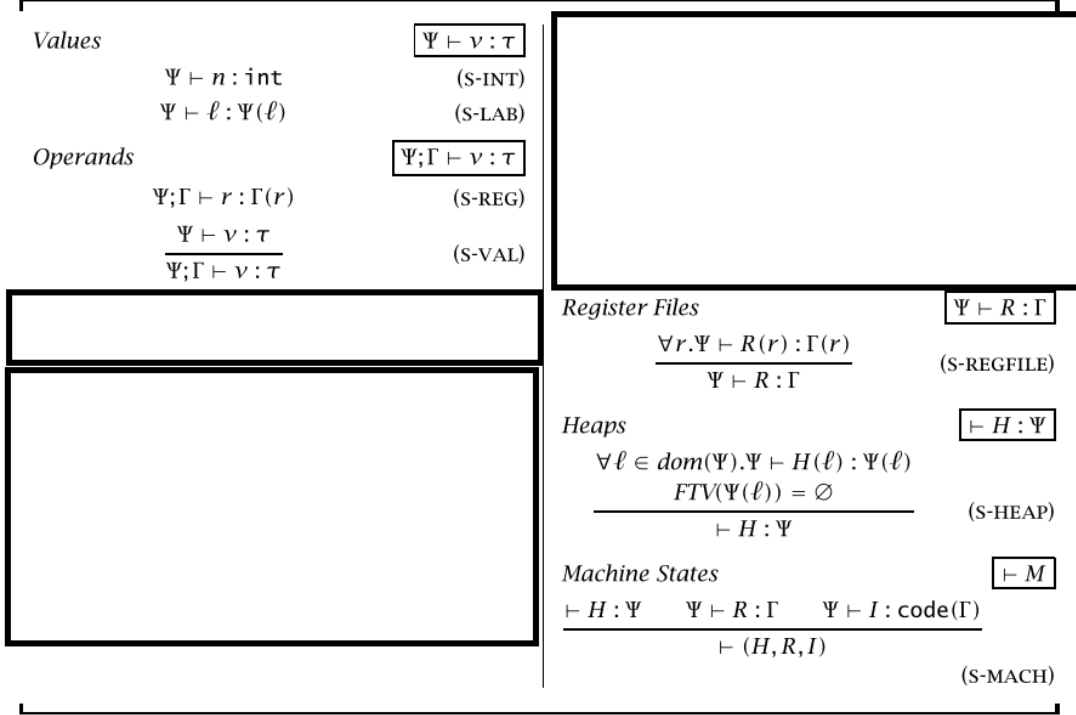 Values Ψ ⊢ v : τ
Ψ ⊢ n : int (S-INT)
Ψ ⊢ ℓ : Ψ(ℓ) (S-LAB)
Operands Ψ;Γ ⊢ v : τ
Ψ;Γ ⊢ r : Γ(r) (S-REG)
Ψ ⊢ v : τ
Ψ;Γ ⊢ v : τ (S-VAL)
Register Files Ψ ⊢ R : Γ
∀r.Ψ ⊢ R(r) : Γ(r)
Ψ ⊢ R : Γ (S-REGFILE)
Heaps ⊢ H : Ψ
∀ℓ ∈ dom(Ψ).Ψ ⊢ H(ℓ) : Ψ(ℓ)
FTV(Ψ(ℓ)) = ∅
⊢ H : Ψ (S-HEAP)
Machine States ⊢ M
⊢ H : Ψ Ψ ⊢ R : Γ Ψ ⊢ I : code(Γ)
⊢ (H, R, I)
(S-MACH)